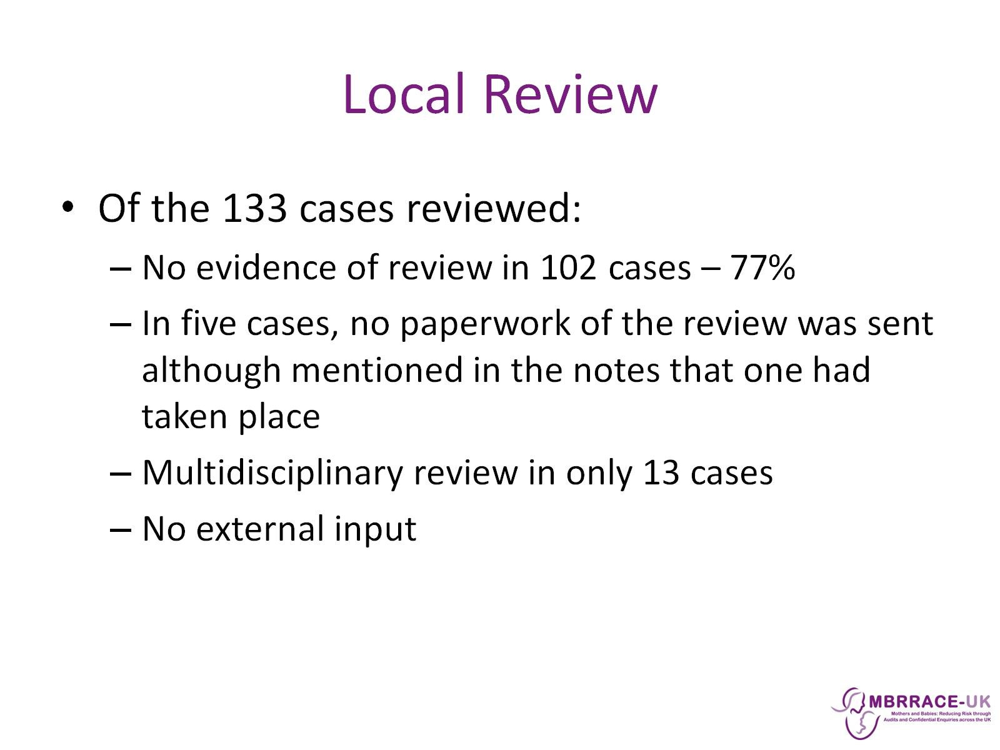 Local Review
• Of the 133 cases reviewed:
– No evidence of review in 102 cases – 77%
– In five cases, no paperwork of the review was sent
although mentioned in the notes that one had
taken place
– Multidisciplinary review in only 13 cases
– No external input
MBRRACE-UK
Mothers and Babies: Reducing Risk through
Audits and Confidential Enquiries across the UK